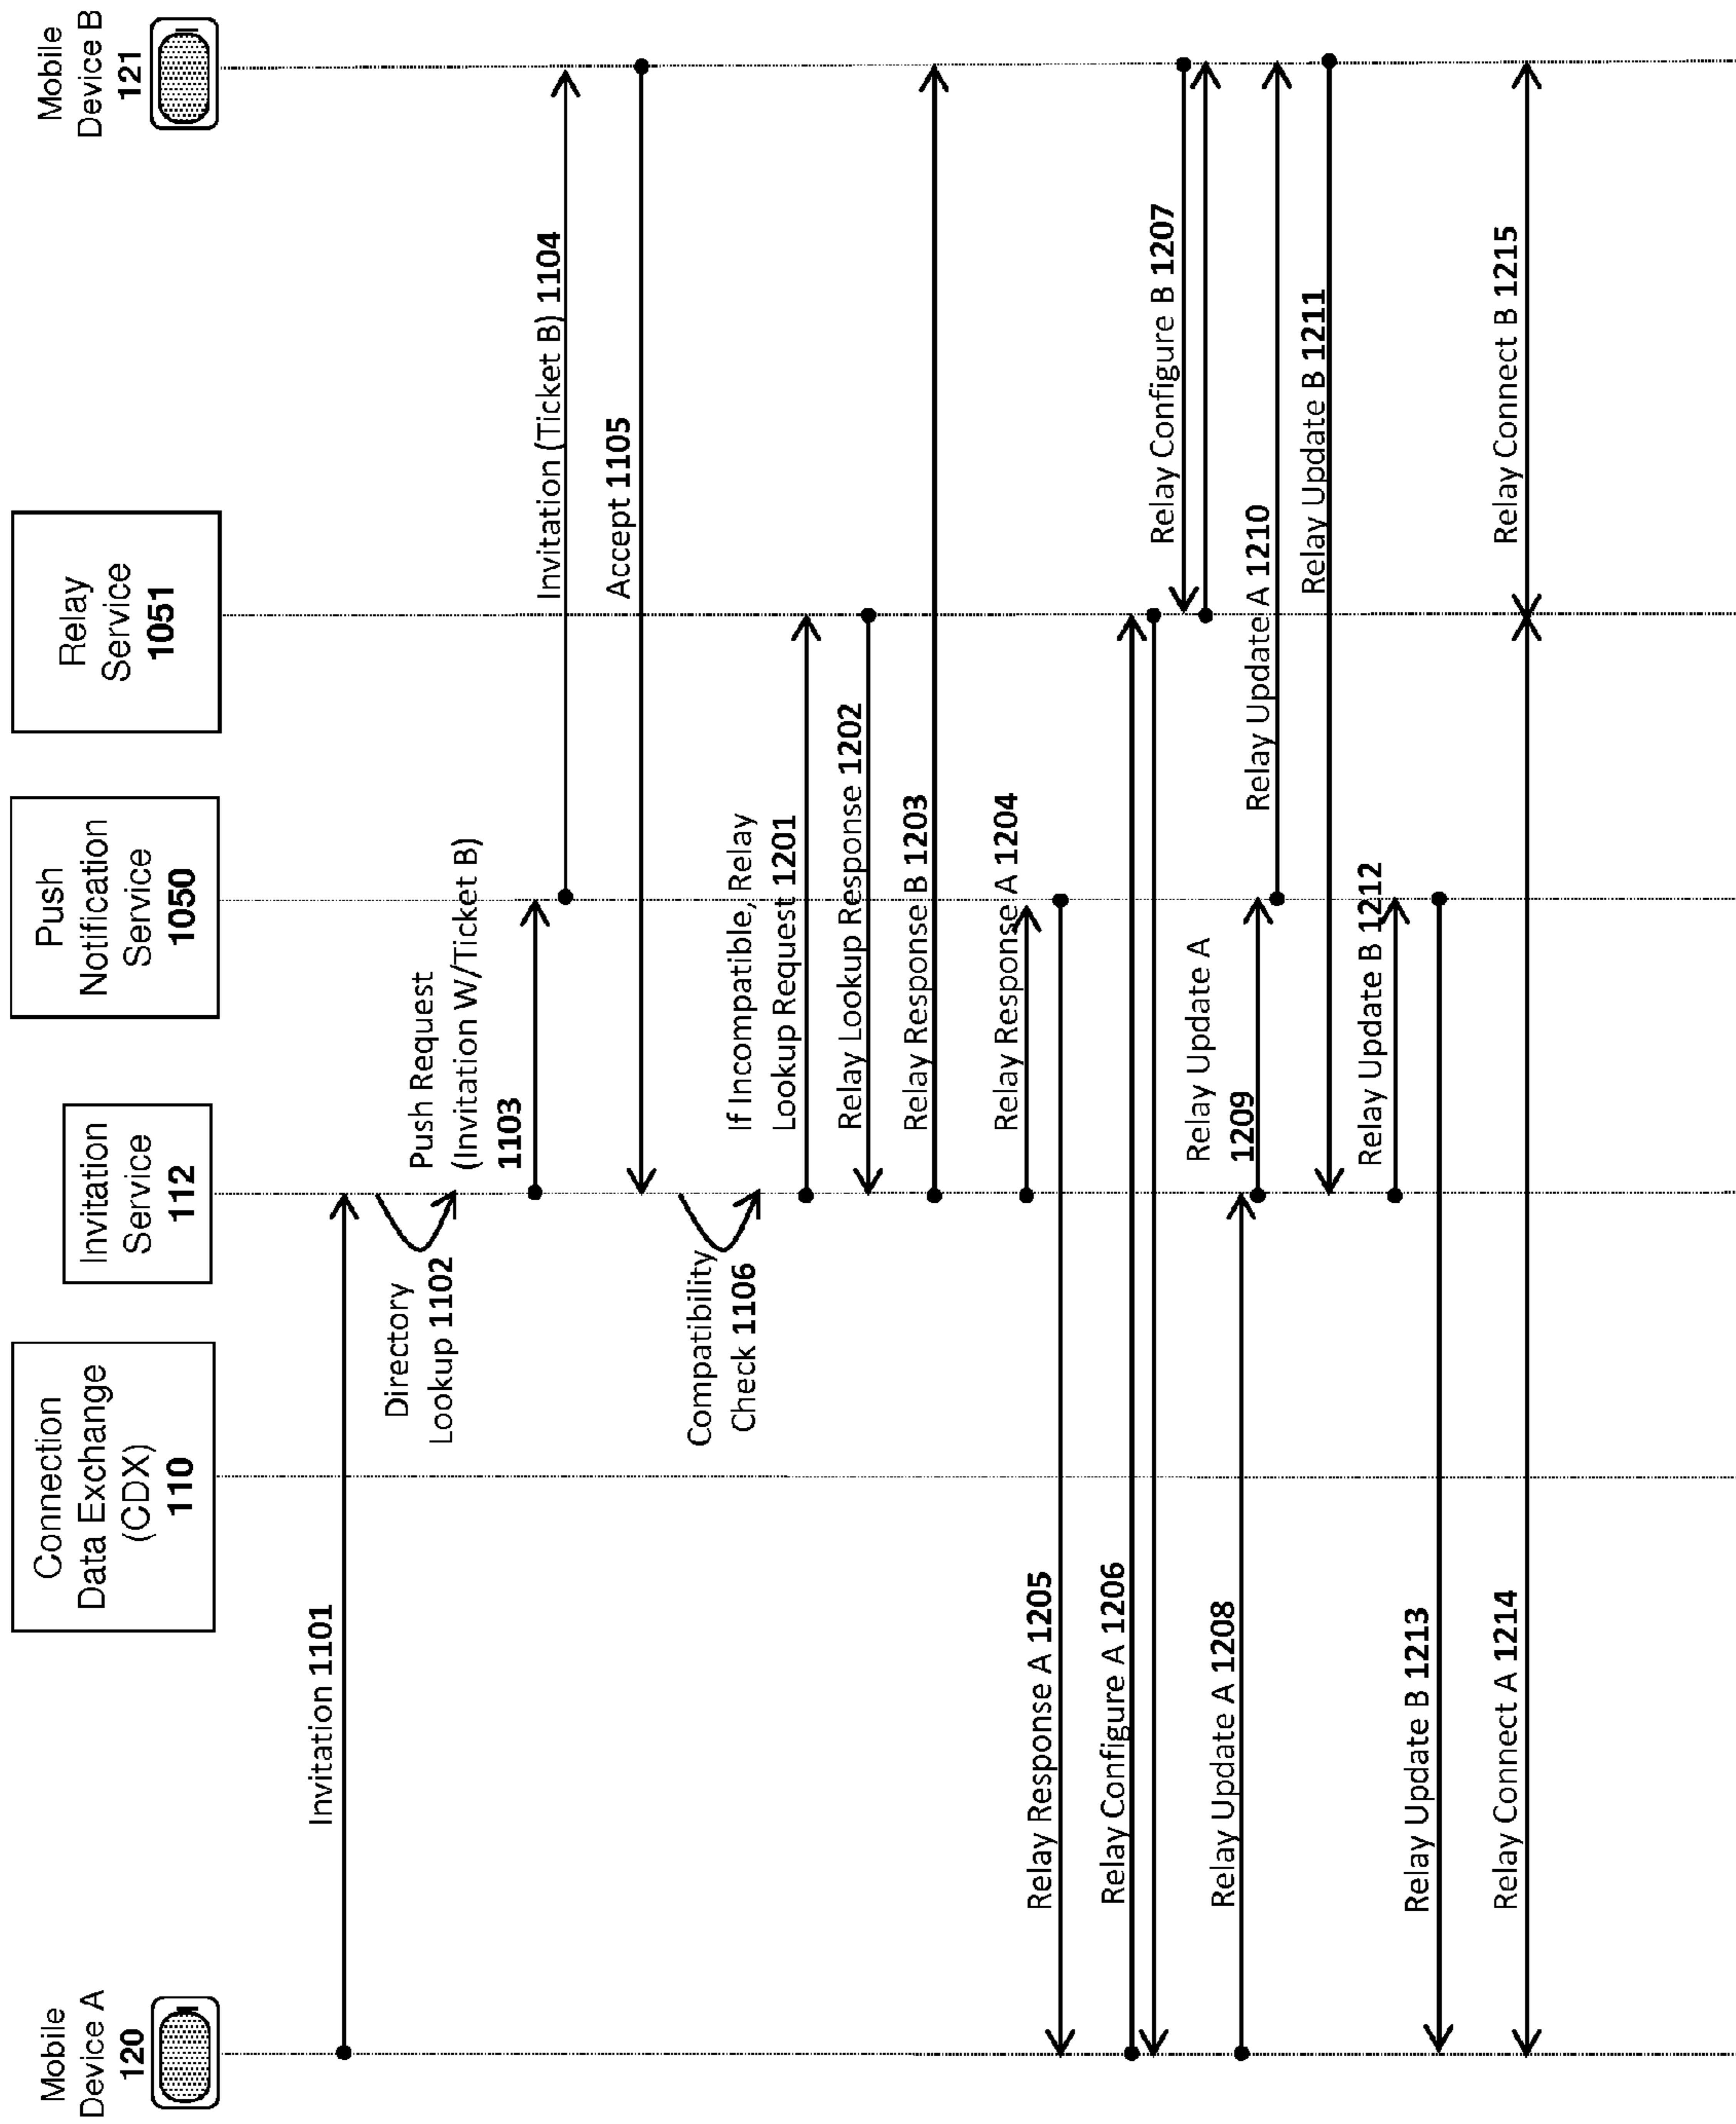 Mobile
Device A
120
Connection
Data Exchange
(CDX)
110
Invitation
Service
112
Push
Notification
Service
1050
Relay
Service
1051
Mobile
Device B
121
Invitation 1101
Directory
Lookup 1102
Push Request
(Invitation W/Ticket B)
1103
Invitation (Ticket B) 1104
Accept 1105
Compatibility
Check 1106
If Incompatible, Relay
Lookup Request 1201
Relay Lookup Response 1202
Relay Response B 1203
Relay Response A 1204
Relay Response A 1205
Relay Configure A 1206
Relay Configure B 1207
Relay Update A 1208
Relay Update A
1209
Relay Update A 1210
Relay Update B 1211
Relay Update B 1212
Relay Update B 1213
Relay Connect A 1214
Relay Connect B 1215